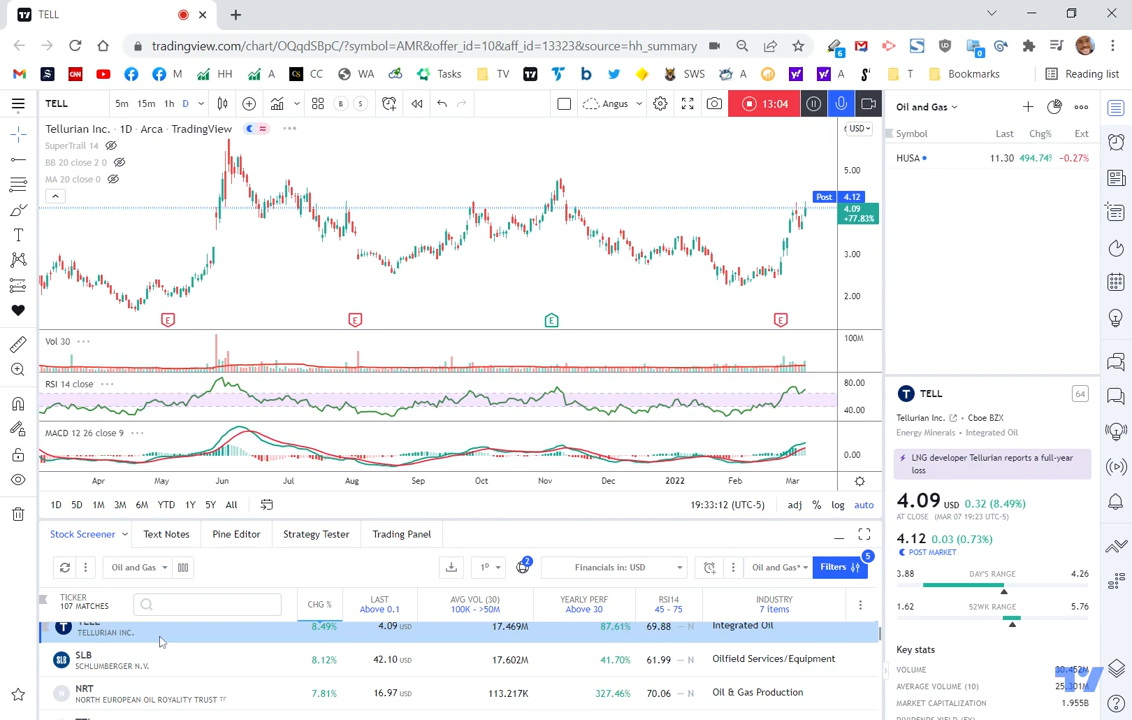 TELL
tradingview.com/chart/OQqdSBpC/?symbol=AMR&offer_id=10&aff_id=13323&source=hh_summary
6
0
M
HH
A
CC
WA
Tasks
TV
SWS
A
A
T
Bookmarks
Reading list
TELL
5m 15m 1h D
B
S
Angus
13:04
Oil and Gas
Tellurian Inc. • 1D • Arca • TradingView
SuperTrail 14
BB 20 close 2 0
MA 20 close 0
USD
5.00
Post 4.12
4.09
+77.83%
3.00
2.00
E
E
E
E
Symbol Last Chg% Ext
HUSA 11.30 494.74% -0.27%
Vol 30
100M
RSI 14 close
80.00
40.00
MACD 12 26 close 9
0.00
Apr May Jun Jul Aug Sep Oct Nov Dec 2022 Feb Mar
1D 5D 1M 3M 6M YTD 1Y 5Y All
19:33:12 (UTC-5)
adj % log auto
TELL
64
Tellurian Inc. • Cboe BZX
Energy Minerals • Integrated Oil
LNG developer Tellurian reports a full-year
loss
4.09 USD 0.32 (8.49%)
AT CLOSE (MAR 07 19:23 UTC-5)
4.12 0.03 (0.73%)
POST MARKET
3.88 DAY'S RANGE 4.26
1.62 52WK RANGE 5.76
Key stats
VOLUME 30.452M
AVERAGE VOLUME (10) 25.301M
MARKET CAPITALIZATION 1.955B
Stock Screener Text Notes Pine Editor Strategy Tester Trading Panel
Oil and Gas
1D
2
Financials in: USD
Oil and Gas*
Filters
5
TICKER
107 MATCHES
CHG %
LAST
Above 0.1
AVG VOL (30)
100K - >50M
YEARLY PERF
Above 30
RSI14
45 - 75
INDUSTRY
7 items
TELL
TELLURIAN INC.
8.49% 4.09 USD 17.469M 87.61% 69.88 — N Integrated Oil
SLB
SCHLUMBERGER N.V.
8.12% 42.10 USD 17.602M 41.70% 61.99 — N Oilfield Services/Equipment
NRT
NORTH EUROPEAN OIL ROYALITY TRUST
7.81% 16.97 USD 113.217K 327.46% 70.06 — N Oil & Gas Production